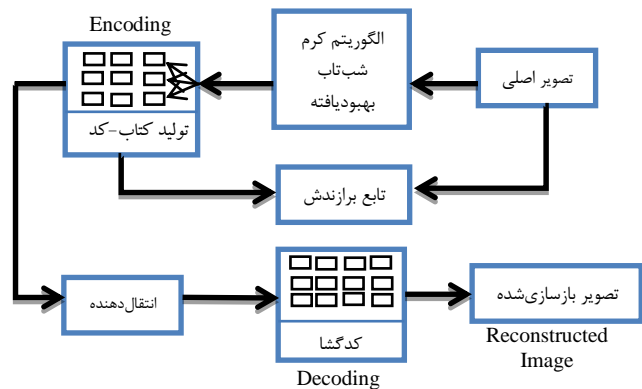 Encoding
تصویر اصلی
الگوریتم کرم
شب‌تاب
بهبودیافته
تولید کتاب-کد
تابع برازندش
انتقال‌دهنده
کدگشا
Decoding
تصویر بازسازی‌شده
Reconstructed
Image